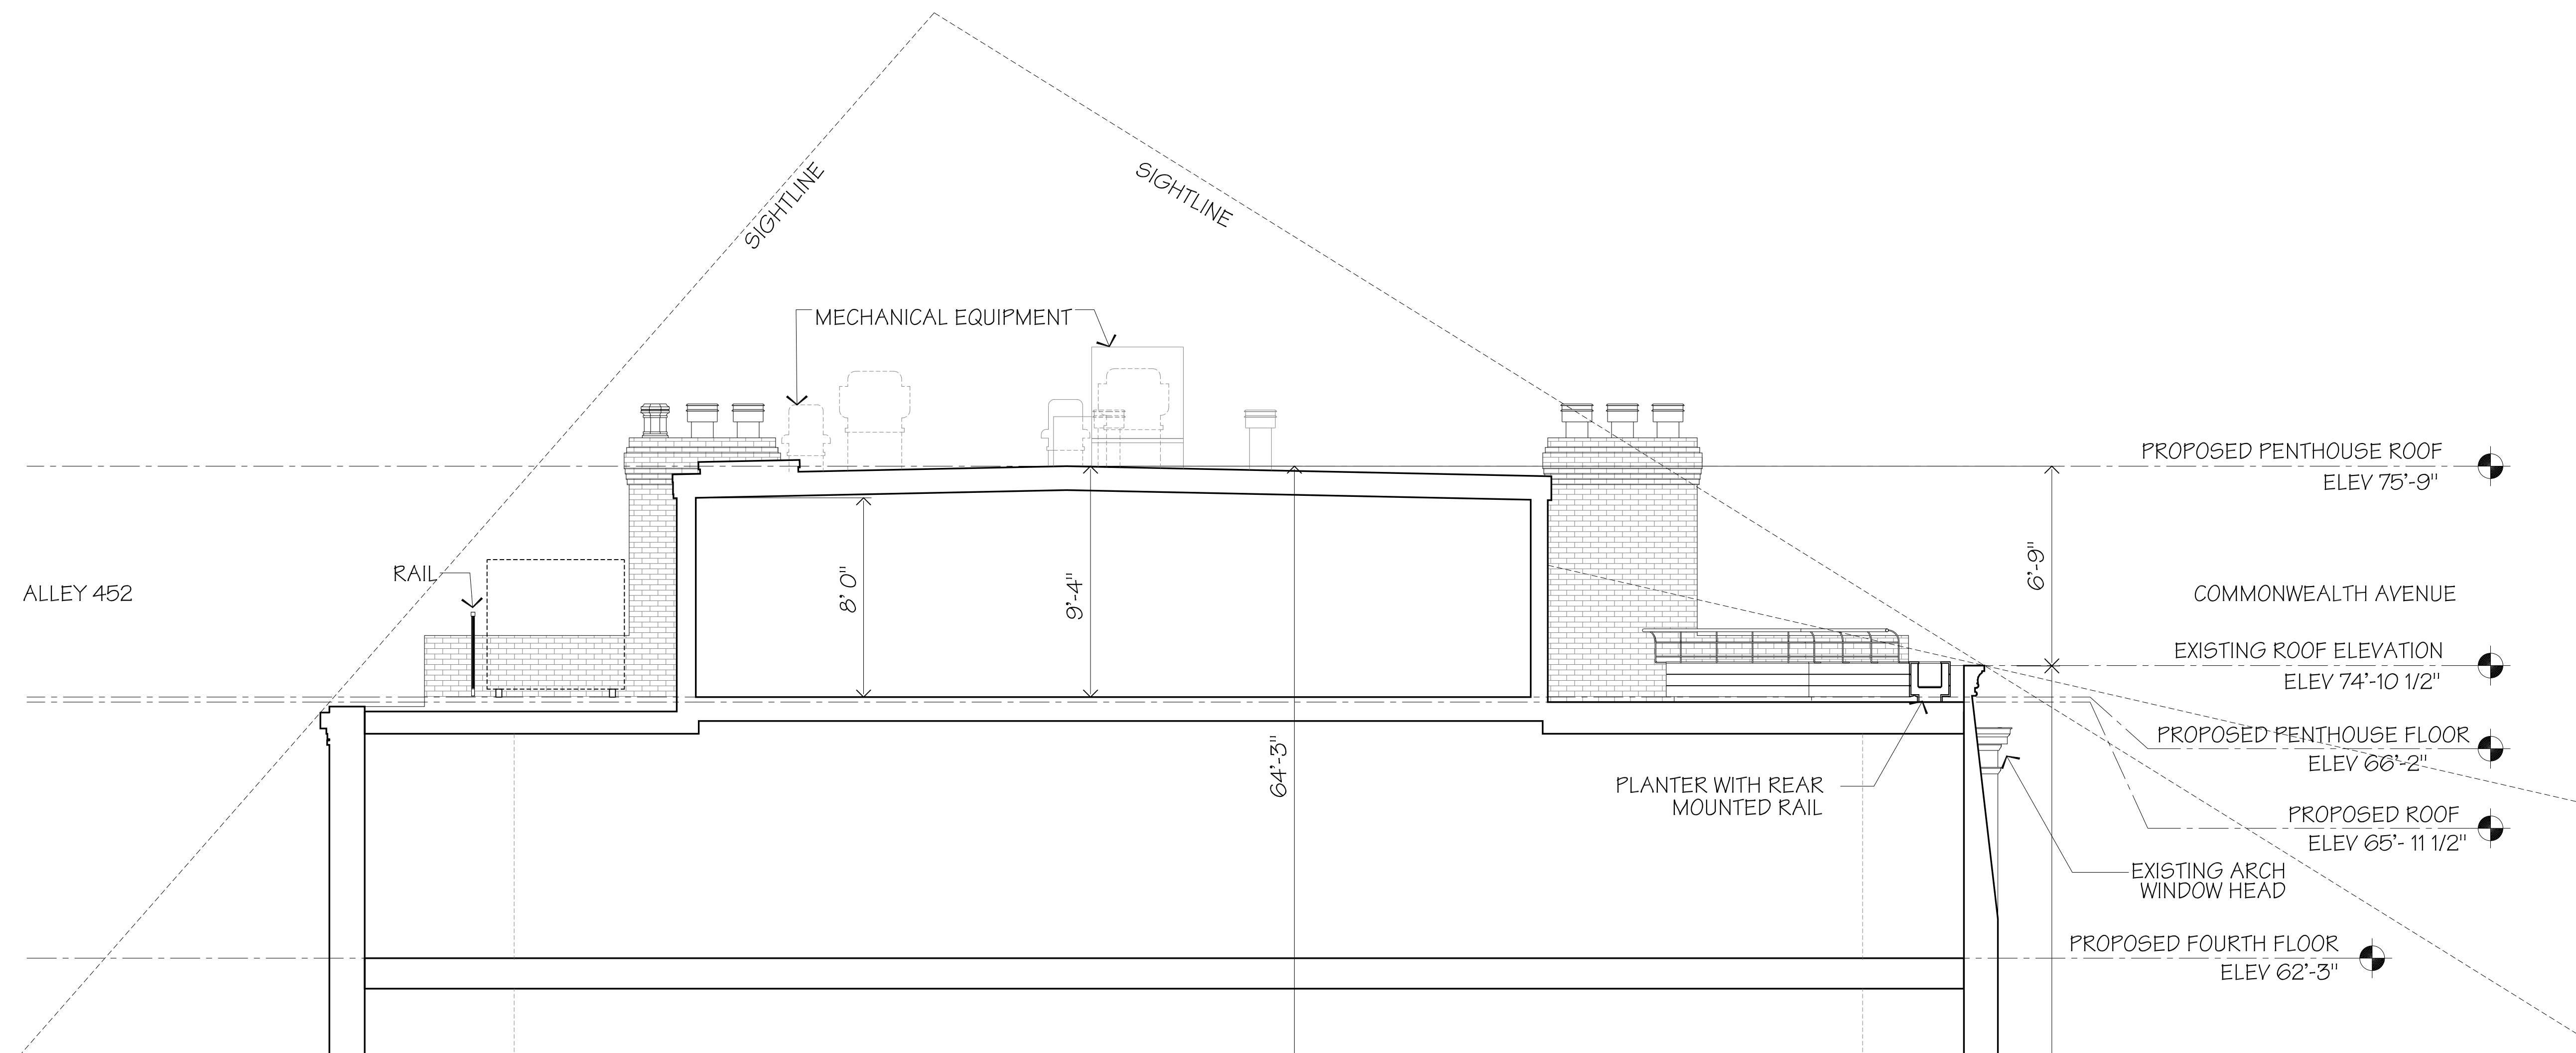 SIGHTLINE
SIGHTLINE
MECHANICAL EQUIPMENT
PROPOSED PENTHOUSE ROOF
ELEV 75'-9"
RAIL
ALLEY 452
8' 0"
9'-4"
6'-9"
COMMONWEALTH AVENUE
EXISTING ROOF ELEVATION
ELEV 74'-10 1/2"
64'-3"
PROPOSED PENTHOUSE FLOOR
ELEV 66'-2"
PLANTER WITH REAR
MOUNTED RAIL
PROPOSED ROOF
ELEV 65'- 11 1/2"
EXISTING ARCH
WINDOW HEAD
PROPOSED FOURTH FLOOR
ELEV 62'-3"